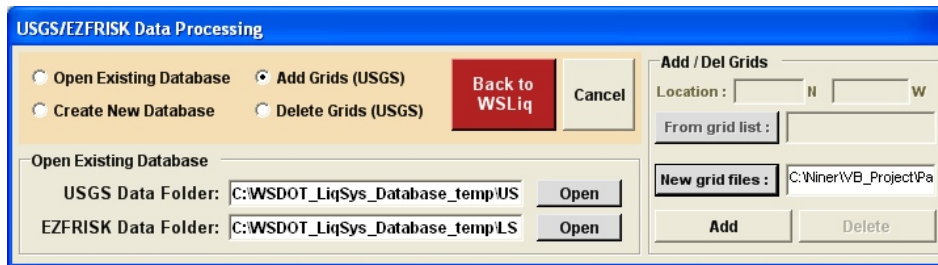 USGS/EZFRISK Data Processing
Open Existing Database
Add Grids (USGS)
Create New Database
Delete Grids (USGS)
Back to
WSLiq
Cancel
Open Existing Database
USGS Data Folder: C:\WSDOT_LiqSys_Database_temp\US Open
EZFRISK Data Folder: C:\WSDOT_LiqSys_Database_temp\LS Open
Add / Del Grids
Location : N W
From grid list :
New grid files : C:\Niner\VB_Project\Pa
Add Delete